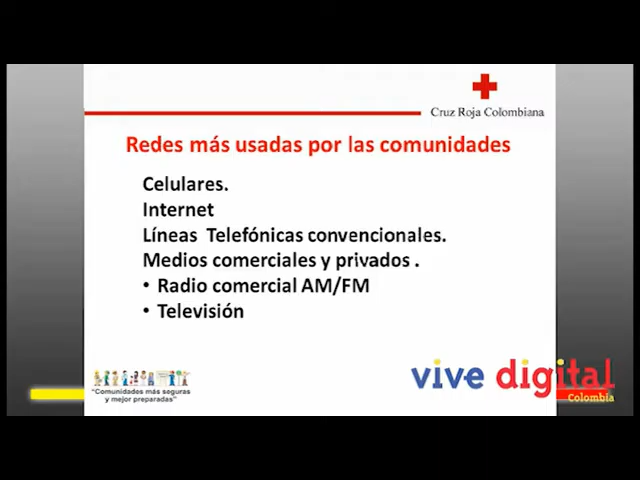 Cruz Roja Colombiana
Redes más usadas por las comunidades
Celulares.
Internet
Líneas Telefónicas convencionales.
Medios comerciales y privados .
• Radio comercial AM/FM
• Televisión
"Comunidades más seguras
y mejor preparadas"
vive digital
Colombia